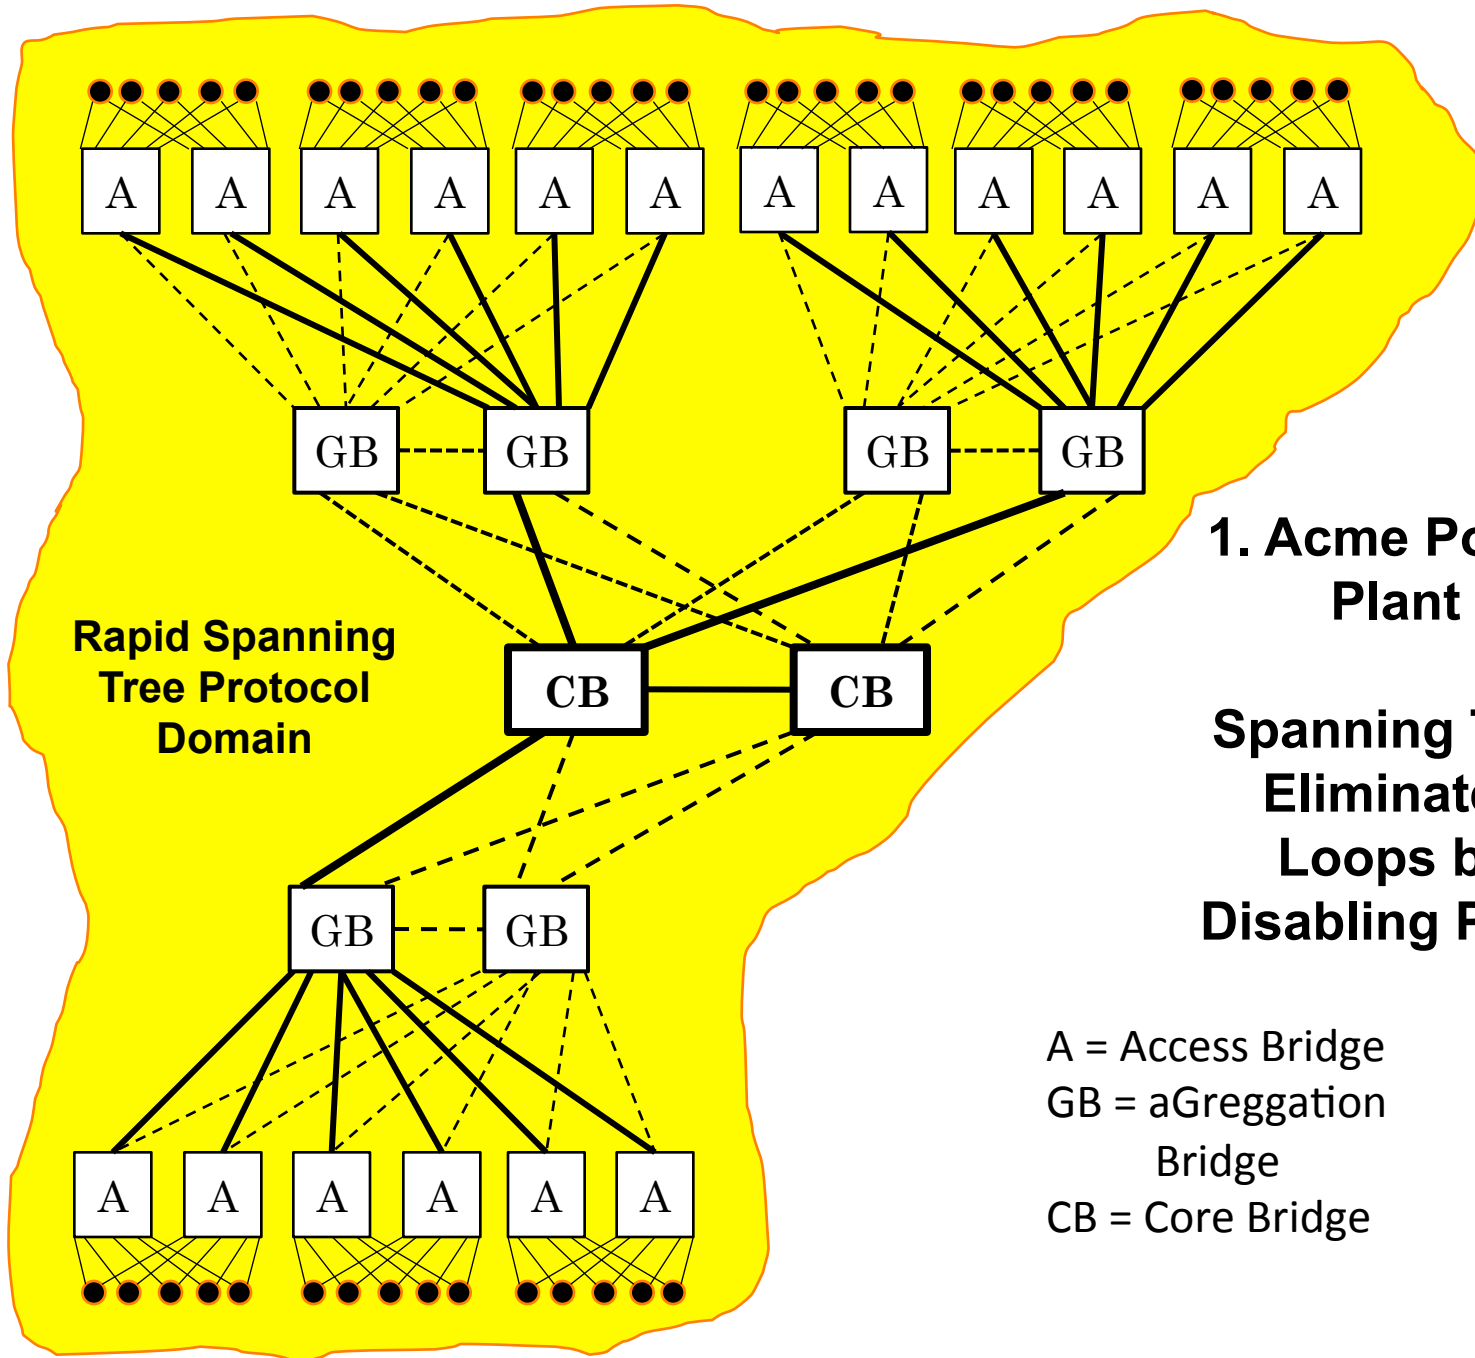 A A A A A A A A A A A A
GB GB GB GB
Rapid Spanning
Tree Protocol
Domain
CB CB
GB GB
A A A A A A
1. Acme Po
Plant
Spanning T
Eliminate
Loops b
Disabling P
A = Access Bridge
GB = aGreggation
Bridge
CB = Core Bridge